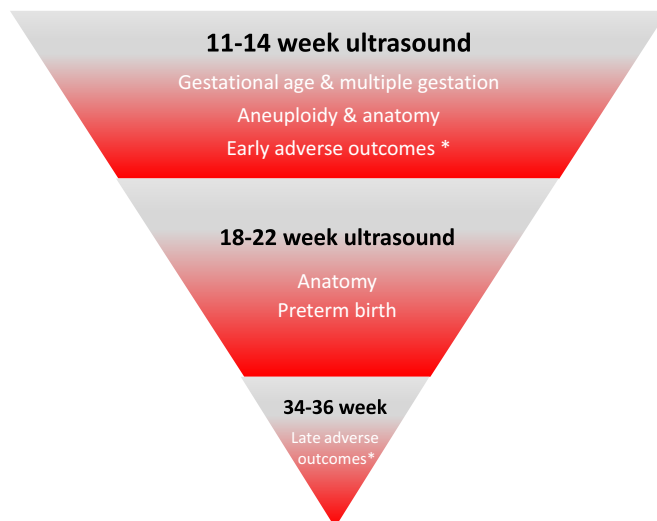 11-14 week ultrasound
Gestational age & multiple gestation
Aneuploidy & anatomy
Early adverse outcomes *
18-22 week ultrasound
Anatomy
Preterm birth
34-36 week
Late adverse
outcomes*